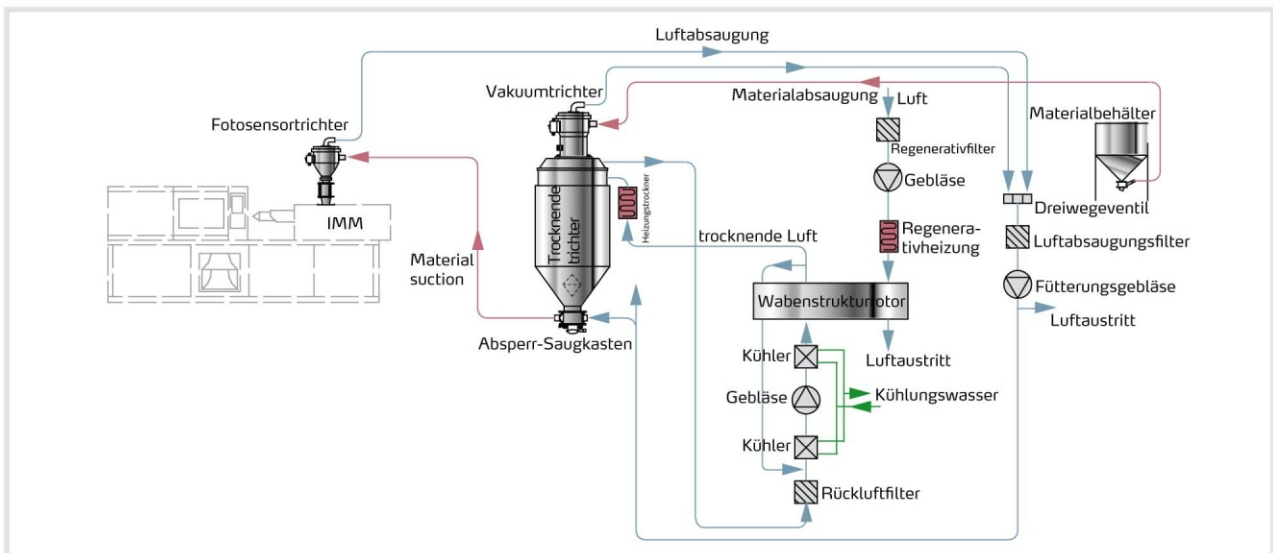 Luftabsaugung
Vakuumtrichter
Materialabsaugung
Luft
Materialbehälter
Fotosensortrichter
Regenerativfilter
Gebläse
IMM
Trocknende
trichter
Heizungstrockner
Dreiwegeventil
trocknende Luft
Regenera-
tivheizung
Luftabsaugungsfilter
Material
suction
Wabenstrukturotor
Fütterungsgebläse
Luftaustritt
Absperr-Saugkasten
Kühler
Luftaustritt
Gebläse
Kühlungswasser
Kühler
Rückluftfilter